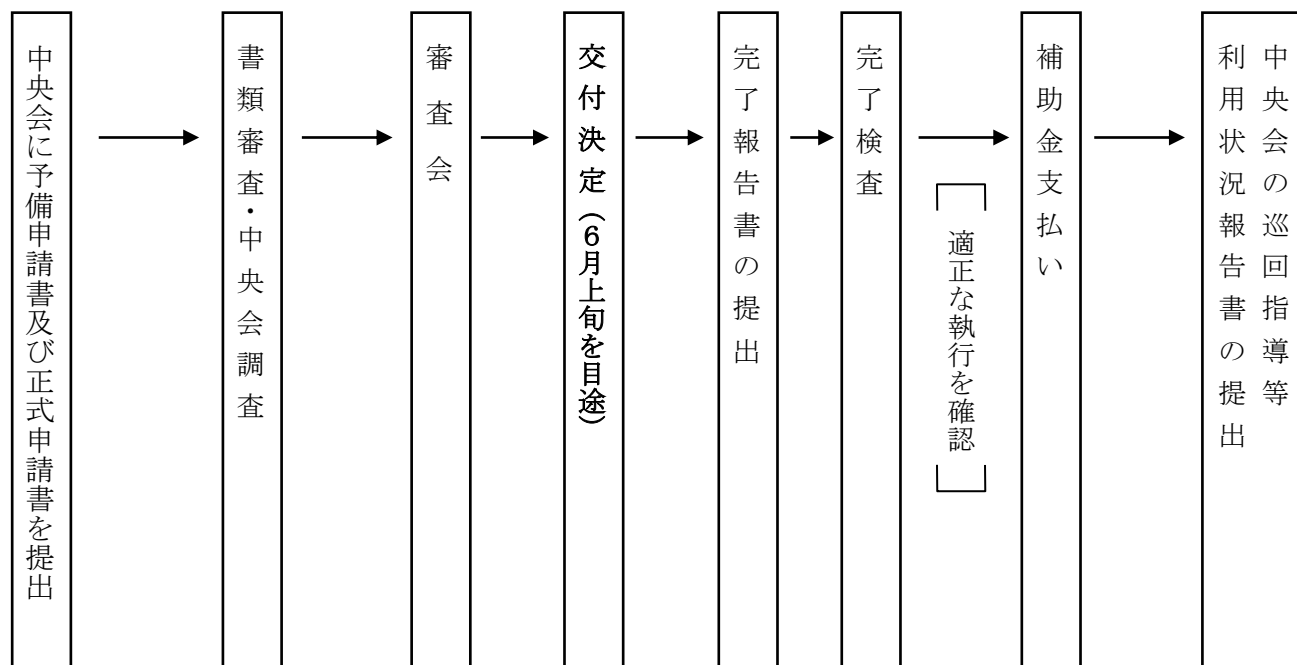 中央会に予備申請書及び正式申請書を提出
書類審査・中央会調査
審査会
交付決定（6月上旬を目途）
完了報告書の提出
完了検査
適正な執行を確認
補助金支払い
中央会の巡回指導等
利用状況報告書の提出